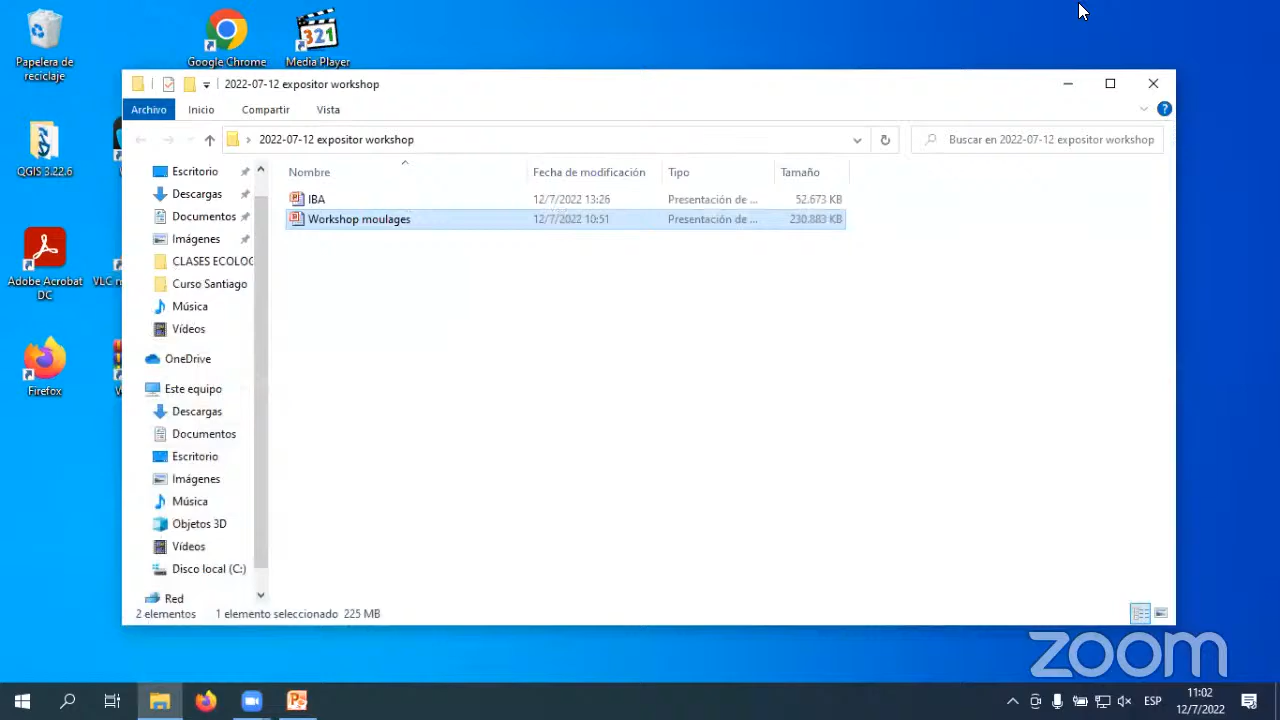 Papelera de
reciclaje
Google Chrome
321
Media Player
QGIS 3.22.6
Adobe Acrobat
DC
Firefox
2022-07-12 expositor workshop
Archivo
Inicio
Compartir
Vista
2022-07-12 expositor workshop
Buscar en 2022-07-12 expositor workshop
Escritorio
Descargas
Documentos
Imágenes
CLASES ECOLOG
Curso Santiago
Música
Vídeos
OneDrive
Este equipo
Descargas
Documentos
Escritorio
Imágenes
Música
Objetos 3D
Vídeos
Disco local (C:)
Red
Nombre Fecha de modificación Tipo Tamaño
IBA 12/7/2022 13:26 Presentación de ... 52.673 KB
Workshop moulages 12/7/2022 10:51 Presentación de ... 230.883 KB
2 elementos 1 elemento seleccionado 225 MB
zoom
ESP
11:02
12/7/2022